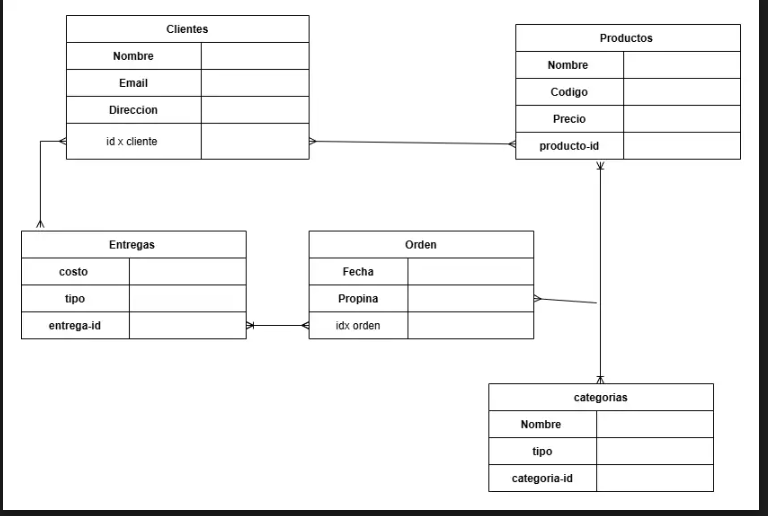 Clientes
Nombre
Email
Direccion
id x cliente
Productos
Nombre
Codigo
Precio
producto-id
Entregas
costo
tipo
entrega-id
Orden
Fecha
Propina
idx orden
categorias
Nombre
tipo
categoria-id